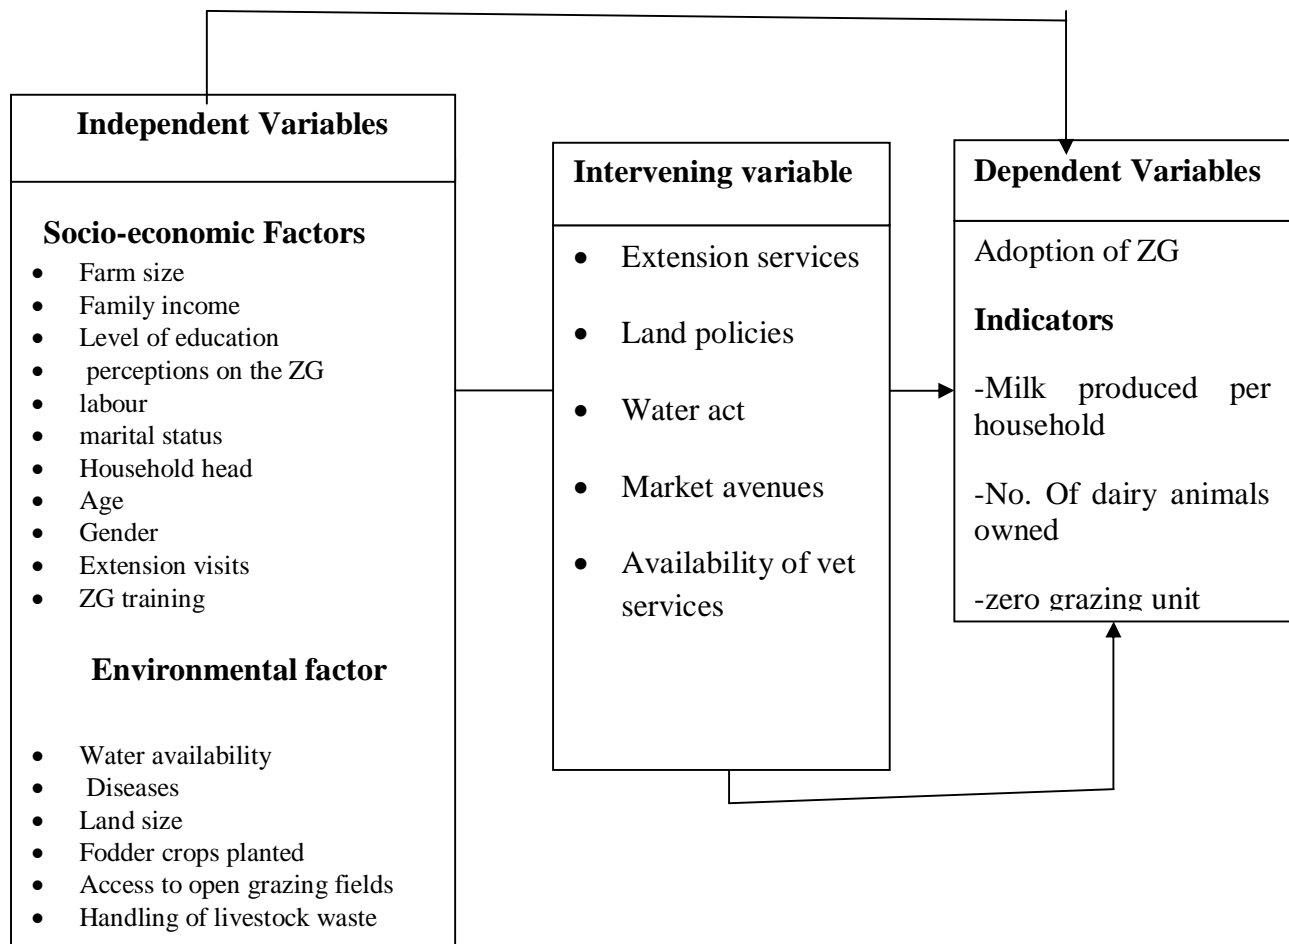 Independent Variables
Socio-economic Factors
• Farm size
• Family income
• Level of education
• perceptions on the ZG
• labour
• marital status
• Household head
• Age
• Gender
• Extension visits
• ZG training
Environmental factor
• Water availability
• Diseases
• Land size
• Fodder crops planted
• Access to open grazing fields
• Handling of livestock waste
Intervening variable
• Extension services
• Land policies
• Water act
• Market avenues
• Availability of vet
services
Dependent Variables
Adoption of ZG
Indicators
-Milk produced per
household
-No. Of dairy animals
owned
-zero grazing unit